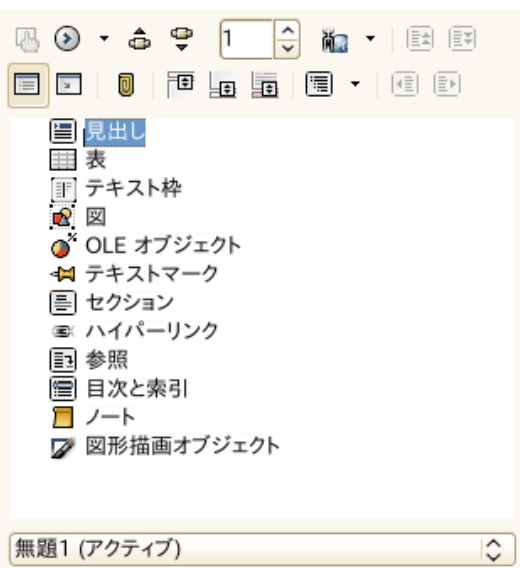 1
見出し
表
テキスト枠
図
OLE オブジェクト
テキストマーク
セクション
ハイパーリンク
参照
目次と索引
ノート
図形描画オブジェクト
無題1 (アクティブ)